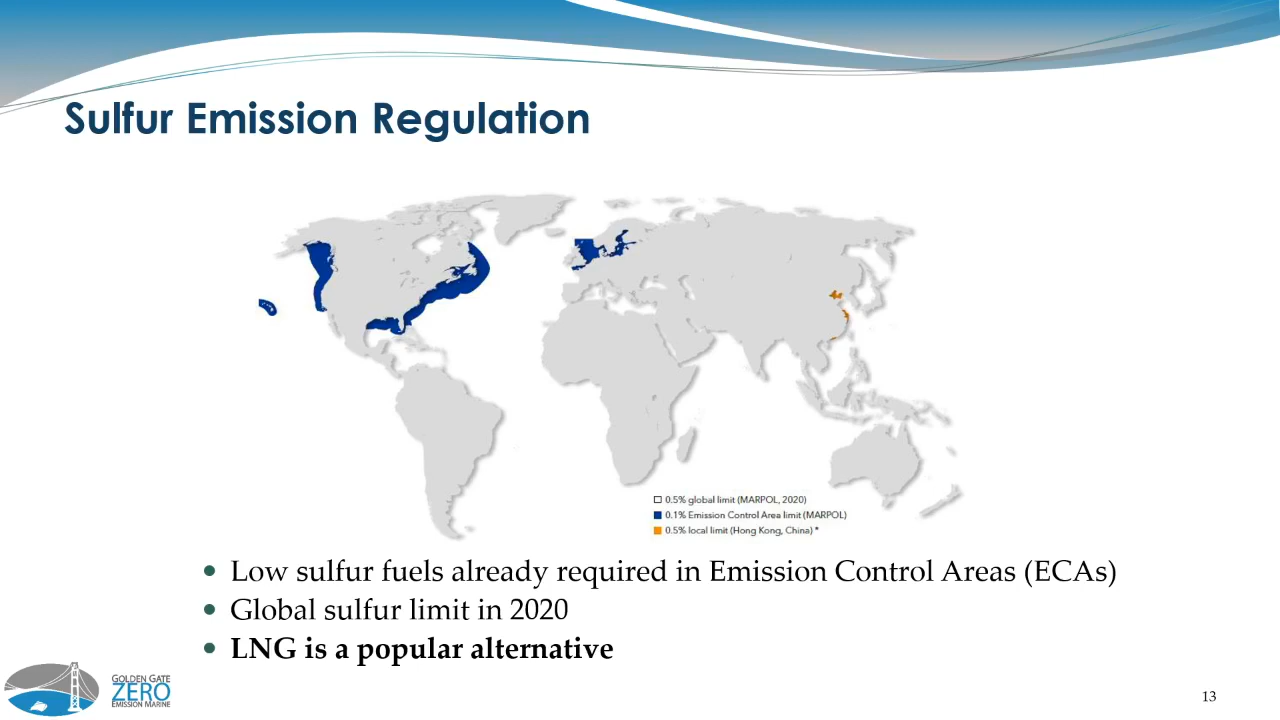 Sulfur Emission Regulation
0.5% global limit (MARPOL, 2020)
0.1% Emission Control Area limit (MARPOL)
0.5% local limit (Hong Kong, China) *
• Low sulfur fuels already required in Emission Control Areas (ECAs)
• Global sulfur limit in 2020
• LNG is a popular alternative
GOLDEN GATE
ZERO
EMISSION MARINE
13